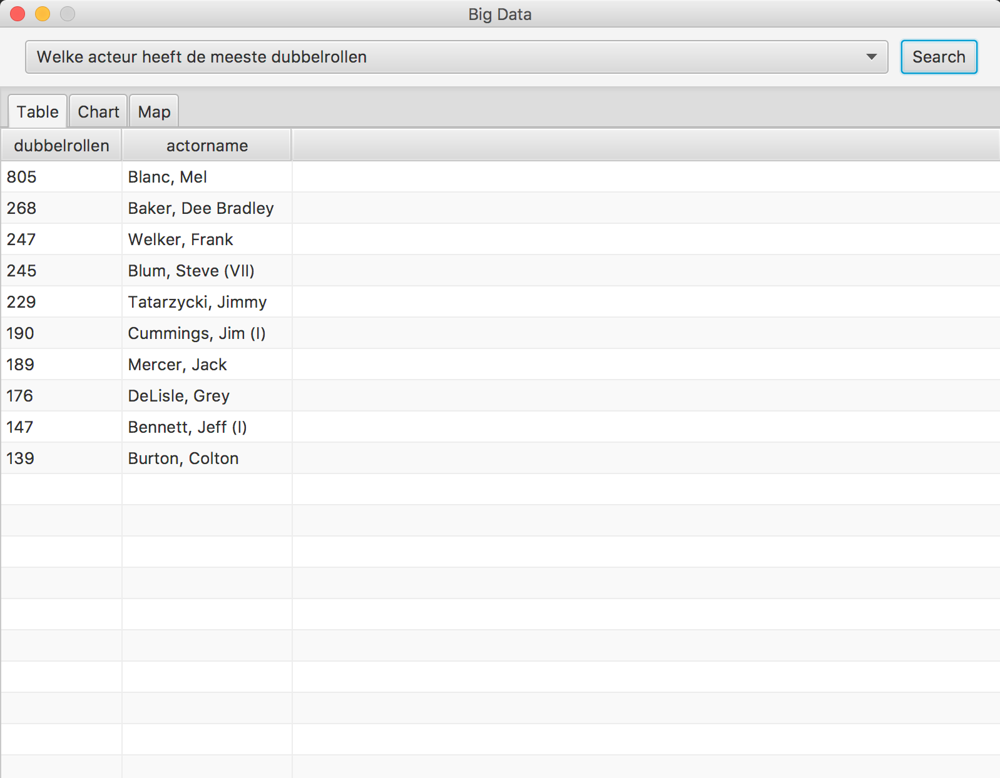 Big Data
Welke acteur heeft de meeste dubbelrollen Search
Table Chart Map
dubbelrollen actorname
805 Blanc, Mel
268 Baker, Dee Bradley
247 Welker, Frank
245 Blum, Steve (VII)
229 Tatarzycki, Jimmy
190 Cummings, Jim (I)
189 Mercer, Jack
176 DeLisle, Grey
147 Bennett, Jeff (I)
139 Burton, Colton